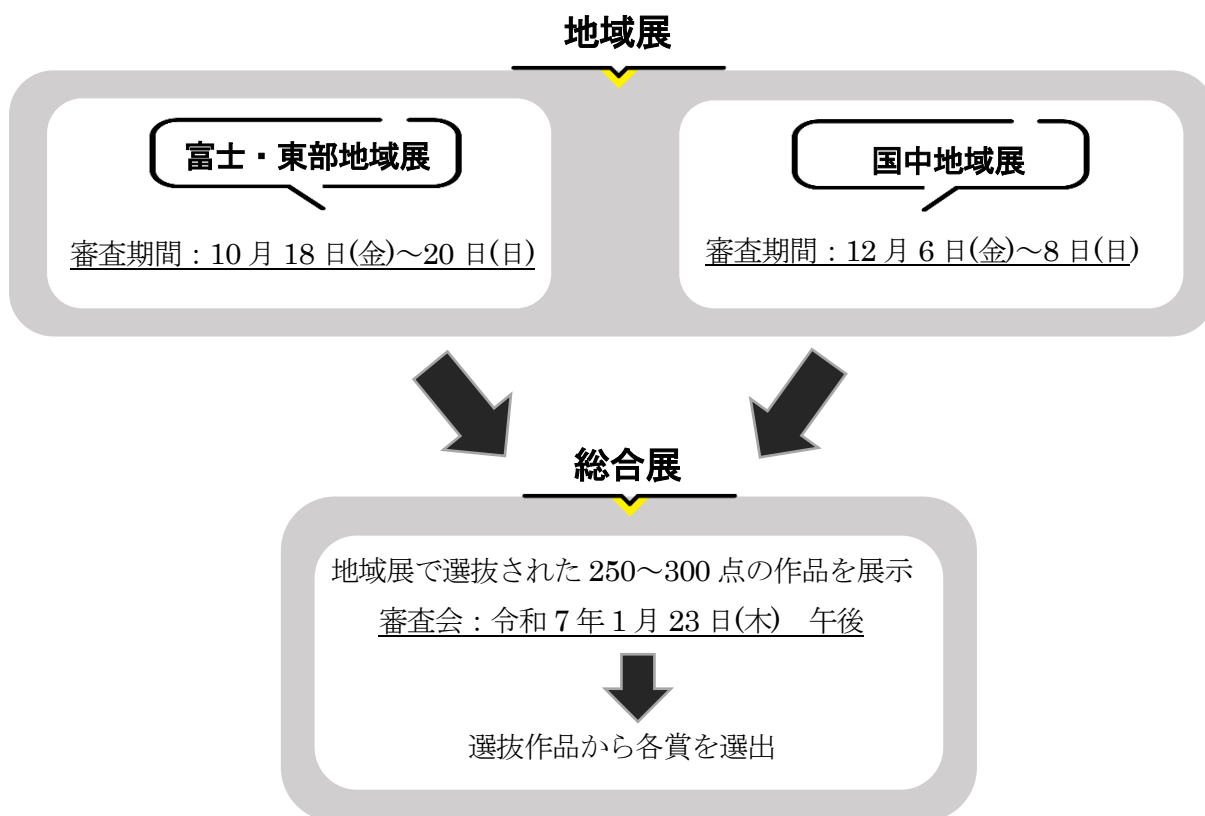 地域展
富士・東部地域展
国中地域展
審査期間：10月18日(金)～20日(日)
審査期間：12月6日(金)～8日(日)
総合展
地域展で選抜された250～300点の作品を展示
審査会：令和7年1月23日(木)　午後
選抜作品から各賞を選出